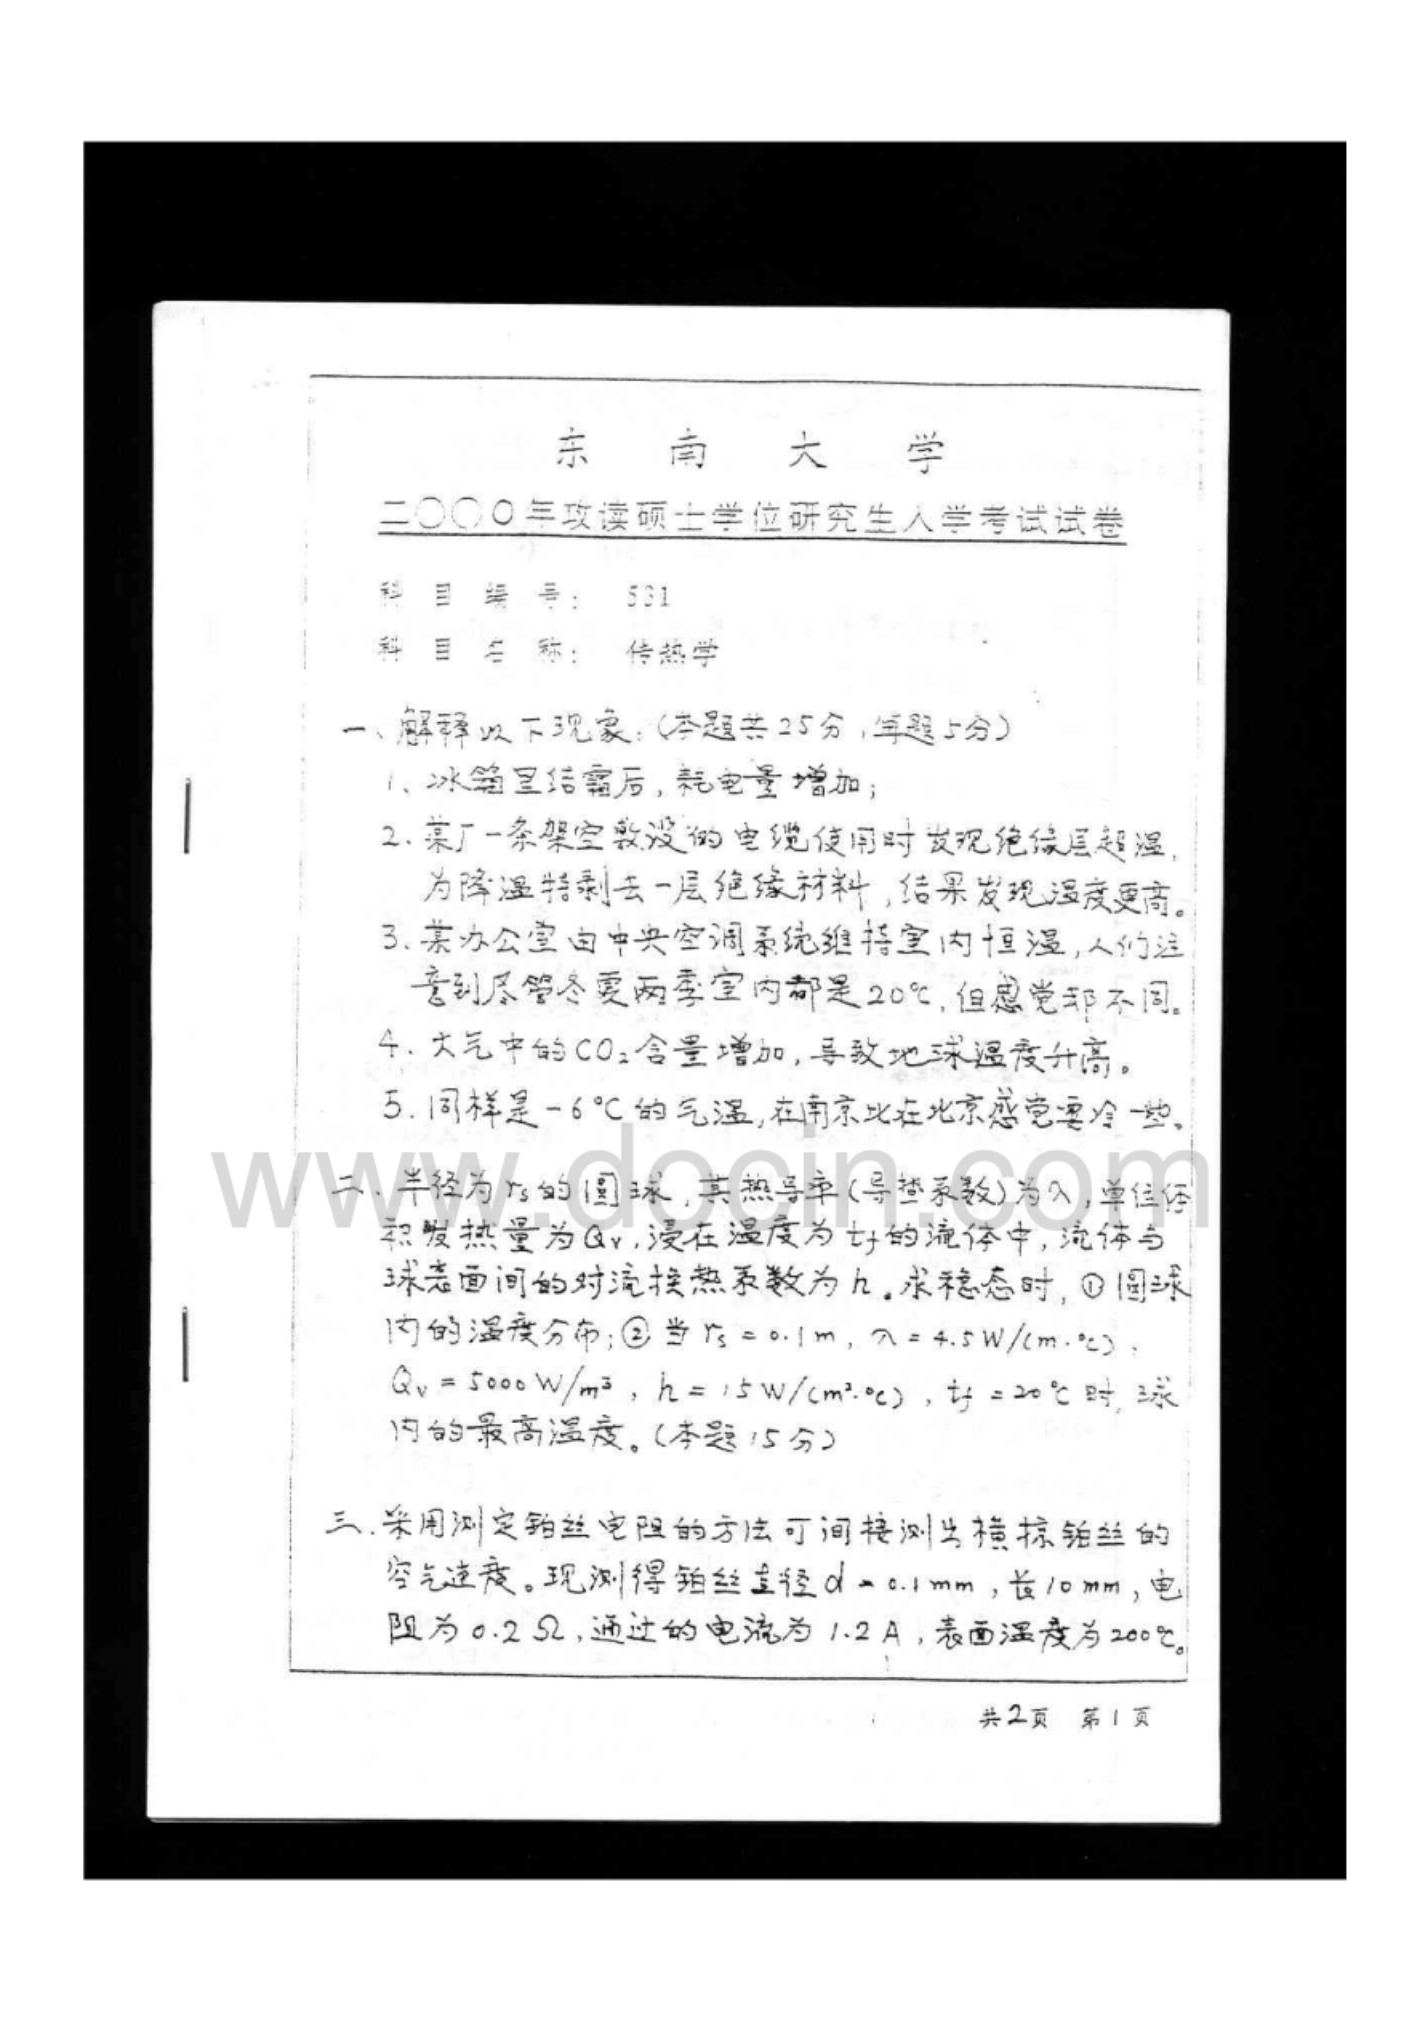 东 南 大 学
二〇〇〇年攻读硕士学位研究生入学考试试卷
科 目 编 号： 531
科 目 名 称： 传热学
一、解释以下现象：（本题共25分，每题5分）
1、冰箱里结霜后，耗电量增加；
2、某厂一条架空敷设的电缆使用时发现绝缘层超温，
为降温特剥去一层绝缘材料，结果发现温度更高。
3、某办公室由中央空调系统维持室内恒温，人们注
意到尽管冬夏两季室内都是20℃，但感觉却不同。
4、大气中的CO₂含量增加，导致地球温度升高。
5、同样是-6℃的气温，在南京比在北京感觉要冷一些。
www.docin.com
二、半径为rs的圆球，其热导率（导热系数）为λ，单位体
积发热量为Qv，浸在温度为tf的流体中，流体与
球表面间的对流换热系数为h。求稳态时，①圆球
内的温度分布；②当rs=0.1m，λ=4.5W/(m·℃)，
Qv=5000W/m³，h=15W/(m²·℃)，tf=20℃时，球
内的最高温度。（本题15分）
三、采用测定铂丝电阻的方法可间接测出横掠铂丝的
空气速度。现测得铂丝直径d=0.1mm，长10mm，电
阻为0.2Ω，通过的电流为1.2A，表面温度为200℃。
共2页 第1页